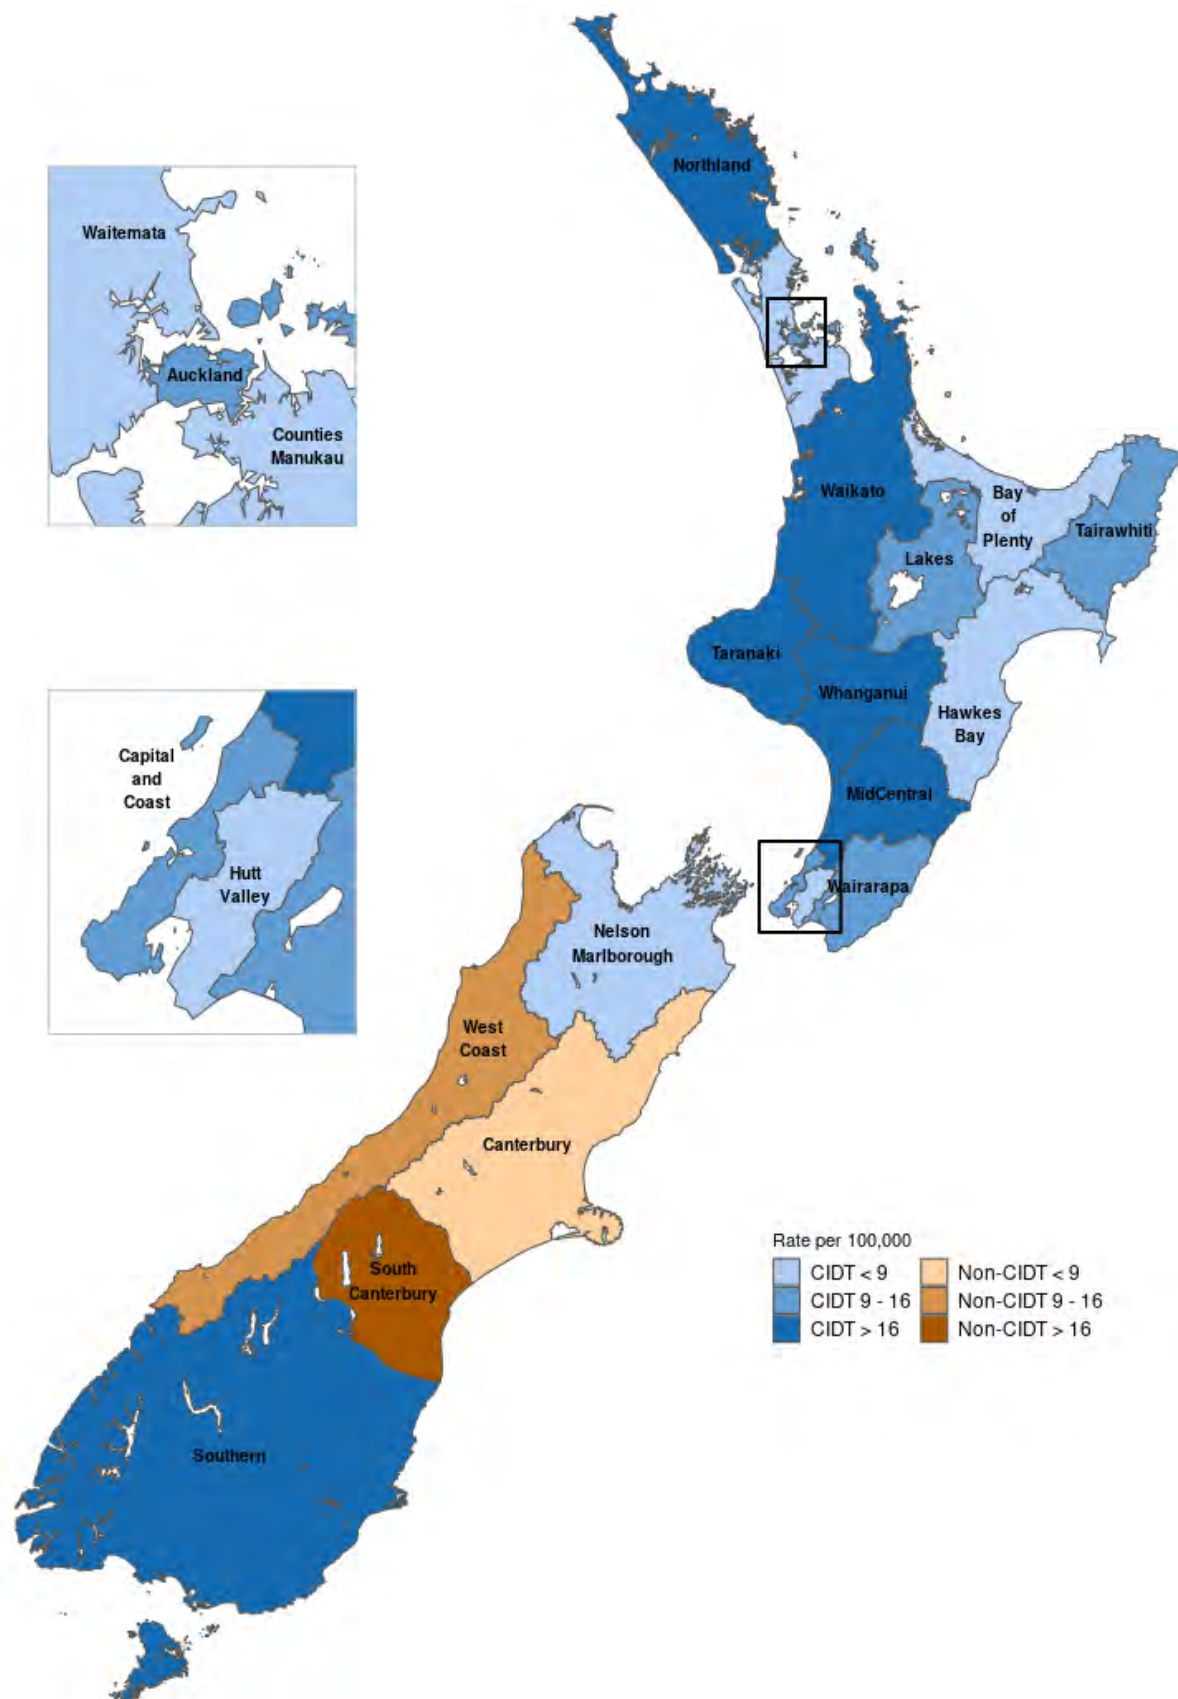 Northland
Waitemata
Auckland
Counties
Manukau
Waikato
Bay
of
Plenty
Tairawhiti
Lakes
Taranaki
Whanganui
Hawkes
Bay
MidCentral
Capital
and
Coast
Hutt
Valley
Wairarapa
Nelson
Marlborough
West
Coast
Canterbury
South
Canterbury
Southern
Rate per 100,000
CIDT < 9
CIDT 9 - 16
CIDT > 16
Non-CIDT < 9
Non-CIDT 9 - 16
Non-CIDT > 16